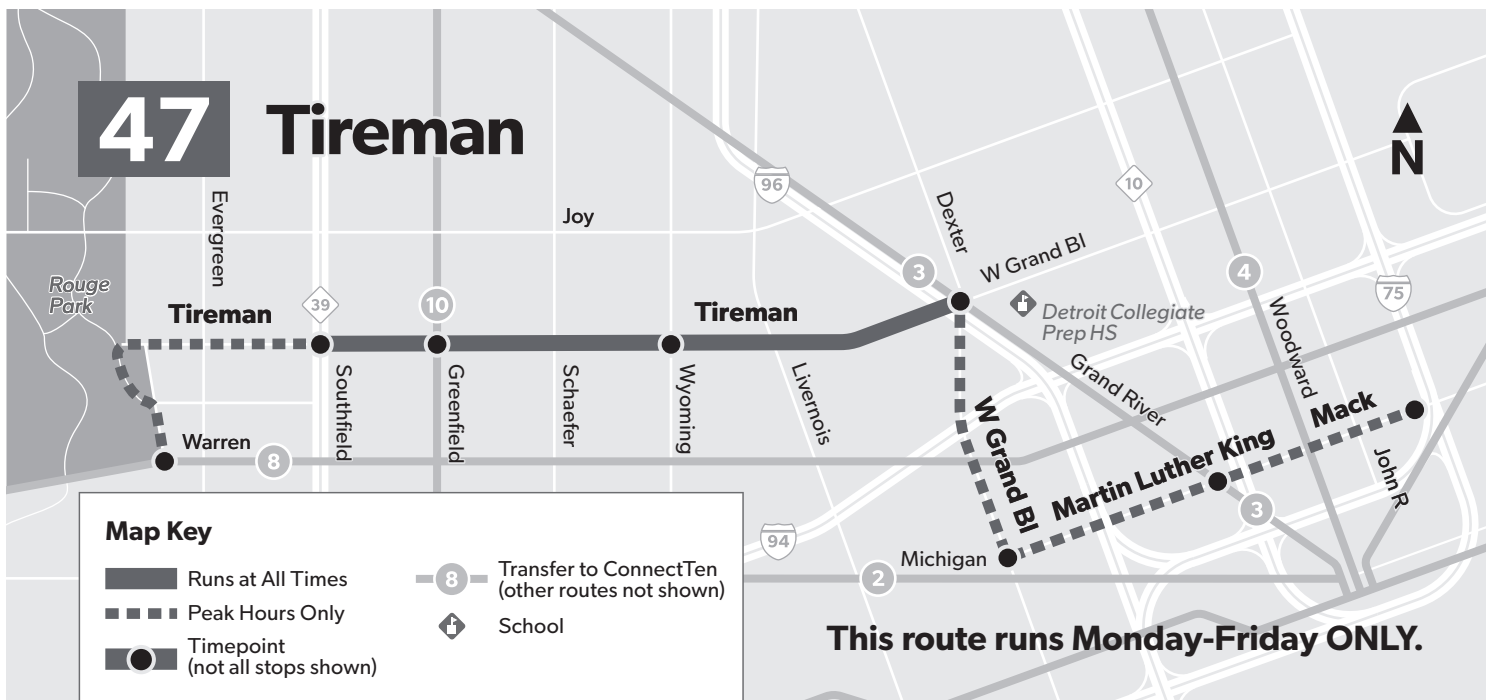 47 Tireman
N
Evergreen
Joy
96
10
Dexter
W Grand Bl
3
4
75
Rouge
Park
Tireman
39
10
Tireman
Detroit Collegiate
Prep HS
Woodward
Southfield
Greenfield
Schaefer
Wyoming
Livernois
Grand River
W Grand Bl
Mack
Martin Luther King
John R
Warren
8
3
94
Michigan
2
Map Key
Runs at All Times
Peak Hours Only
Timepoint
(not all stops shown)
8
Transfer to ConnectTen
(other routes not shown)
School
This route runs Monday-Friday ONLY.